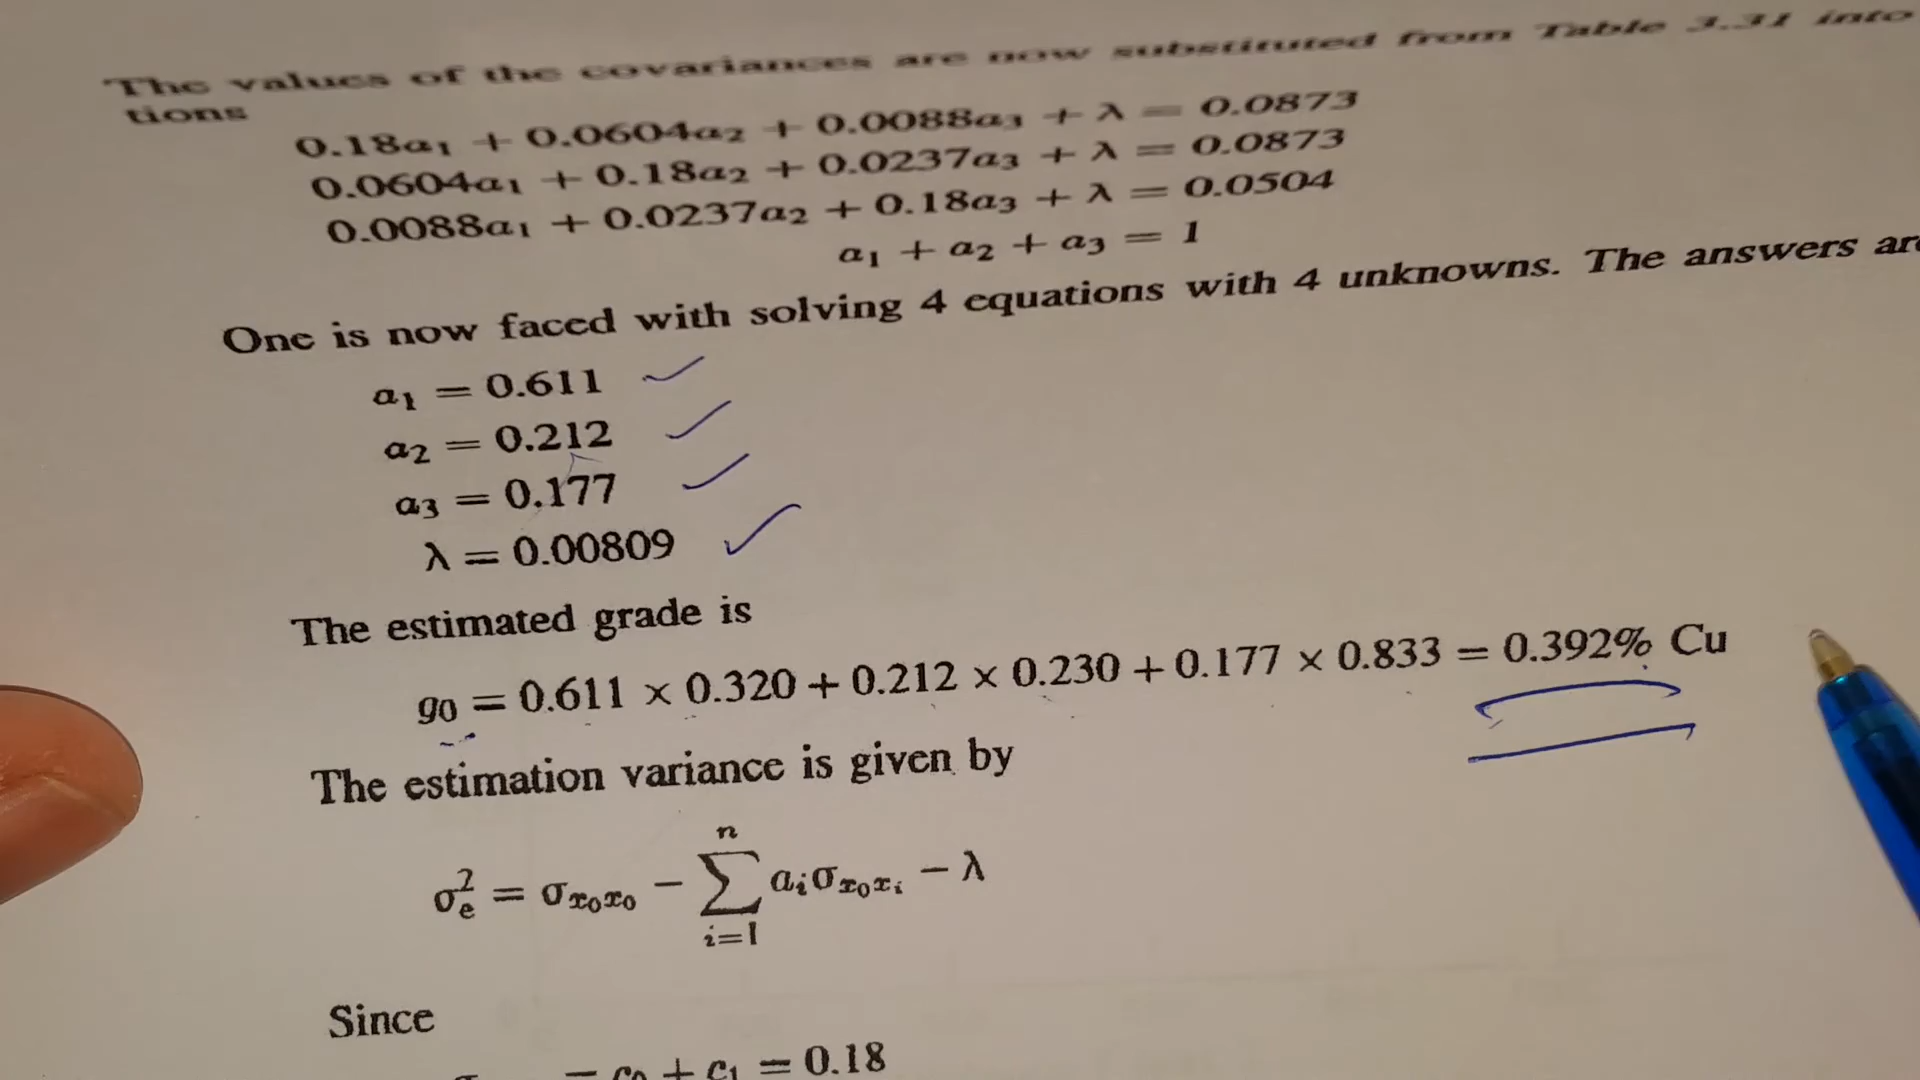 The values of the covariances are now substituted from Table 3.31 into
tions
0.18a₁ + 0.0604a₂ + 0.0088a₃ + λ = 0.0873
0.0604a₁ + 0.18a₂ + 0.0237a₃ + λ = 0.0873
0.0088a₁ + 0.0237a₂ + 0.18a₃ + λ = 0.0504
a₁ + a₂ + a₃ = 1
One is now faced with solving 4 equations with 4 unknowns. The answers are
a₁ = 0.611
a₂ = 0.212
a₃ = 0.177
λ = 0.00809
The estimated grade is
g₀ = 0.611 × 0.320 + 0.212 × 0.230 + 0.177 × 0.833 = 0.392% Cu
The estimation variance is given by
σₑ² = σₓ₀ₓ₀ − ∑ᵢ₌₁ⁿ aᵢσₓ₀ₓᵢ − λ
Since
= c₀ + c₁ = 0.18